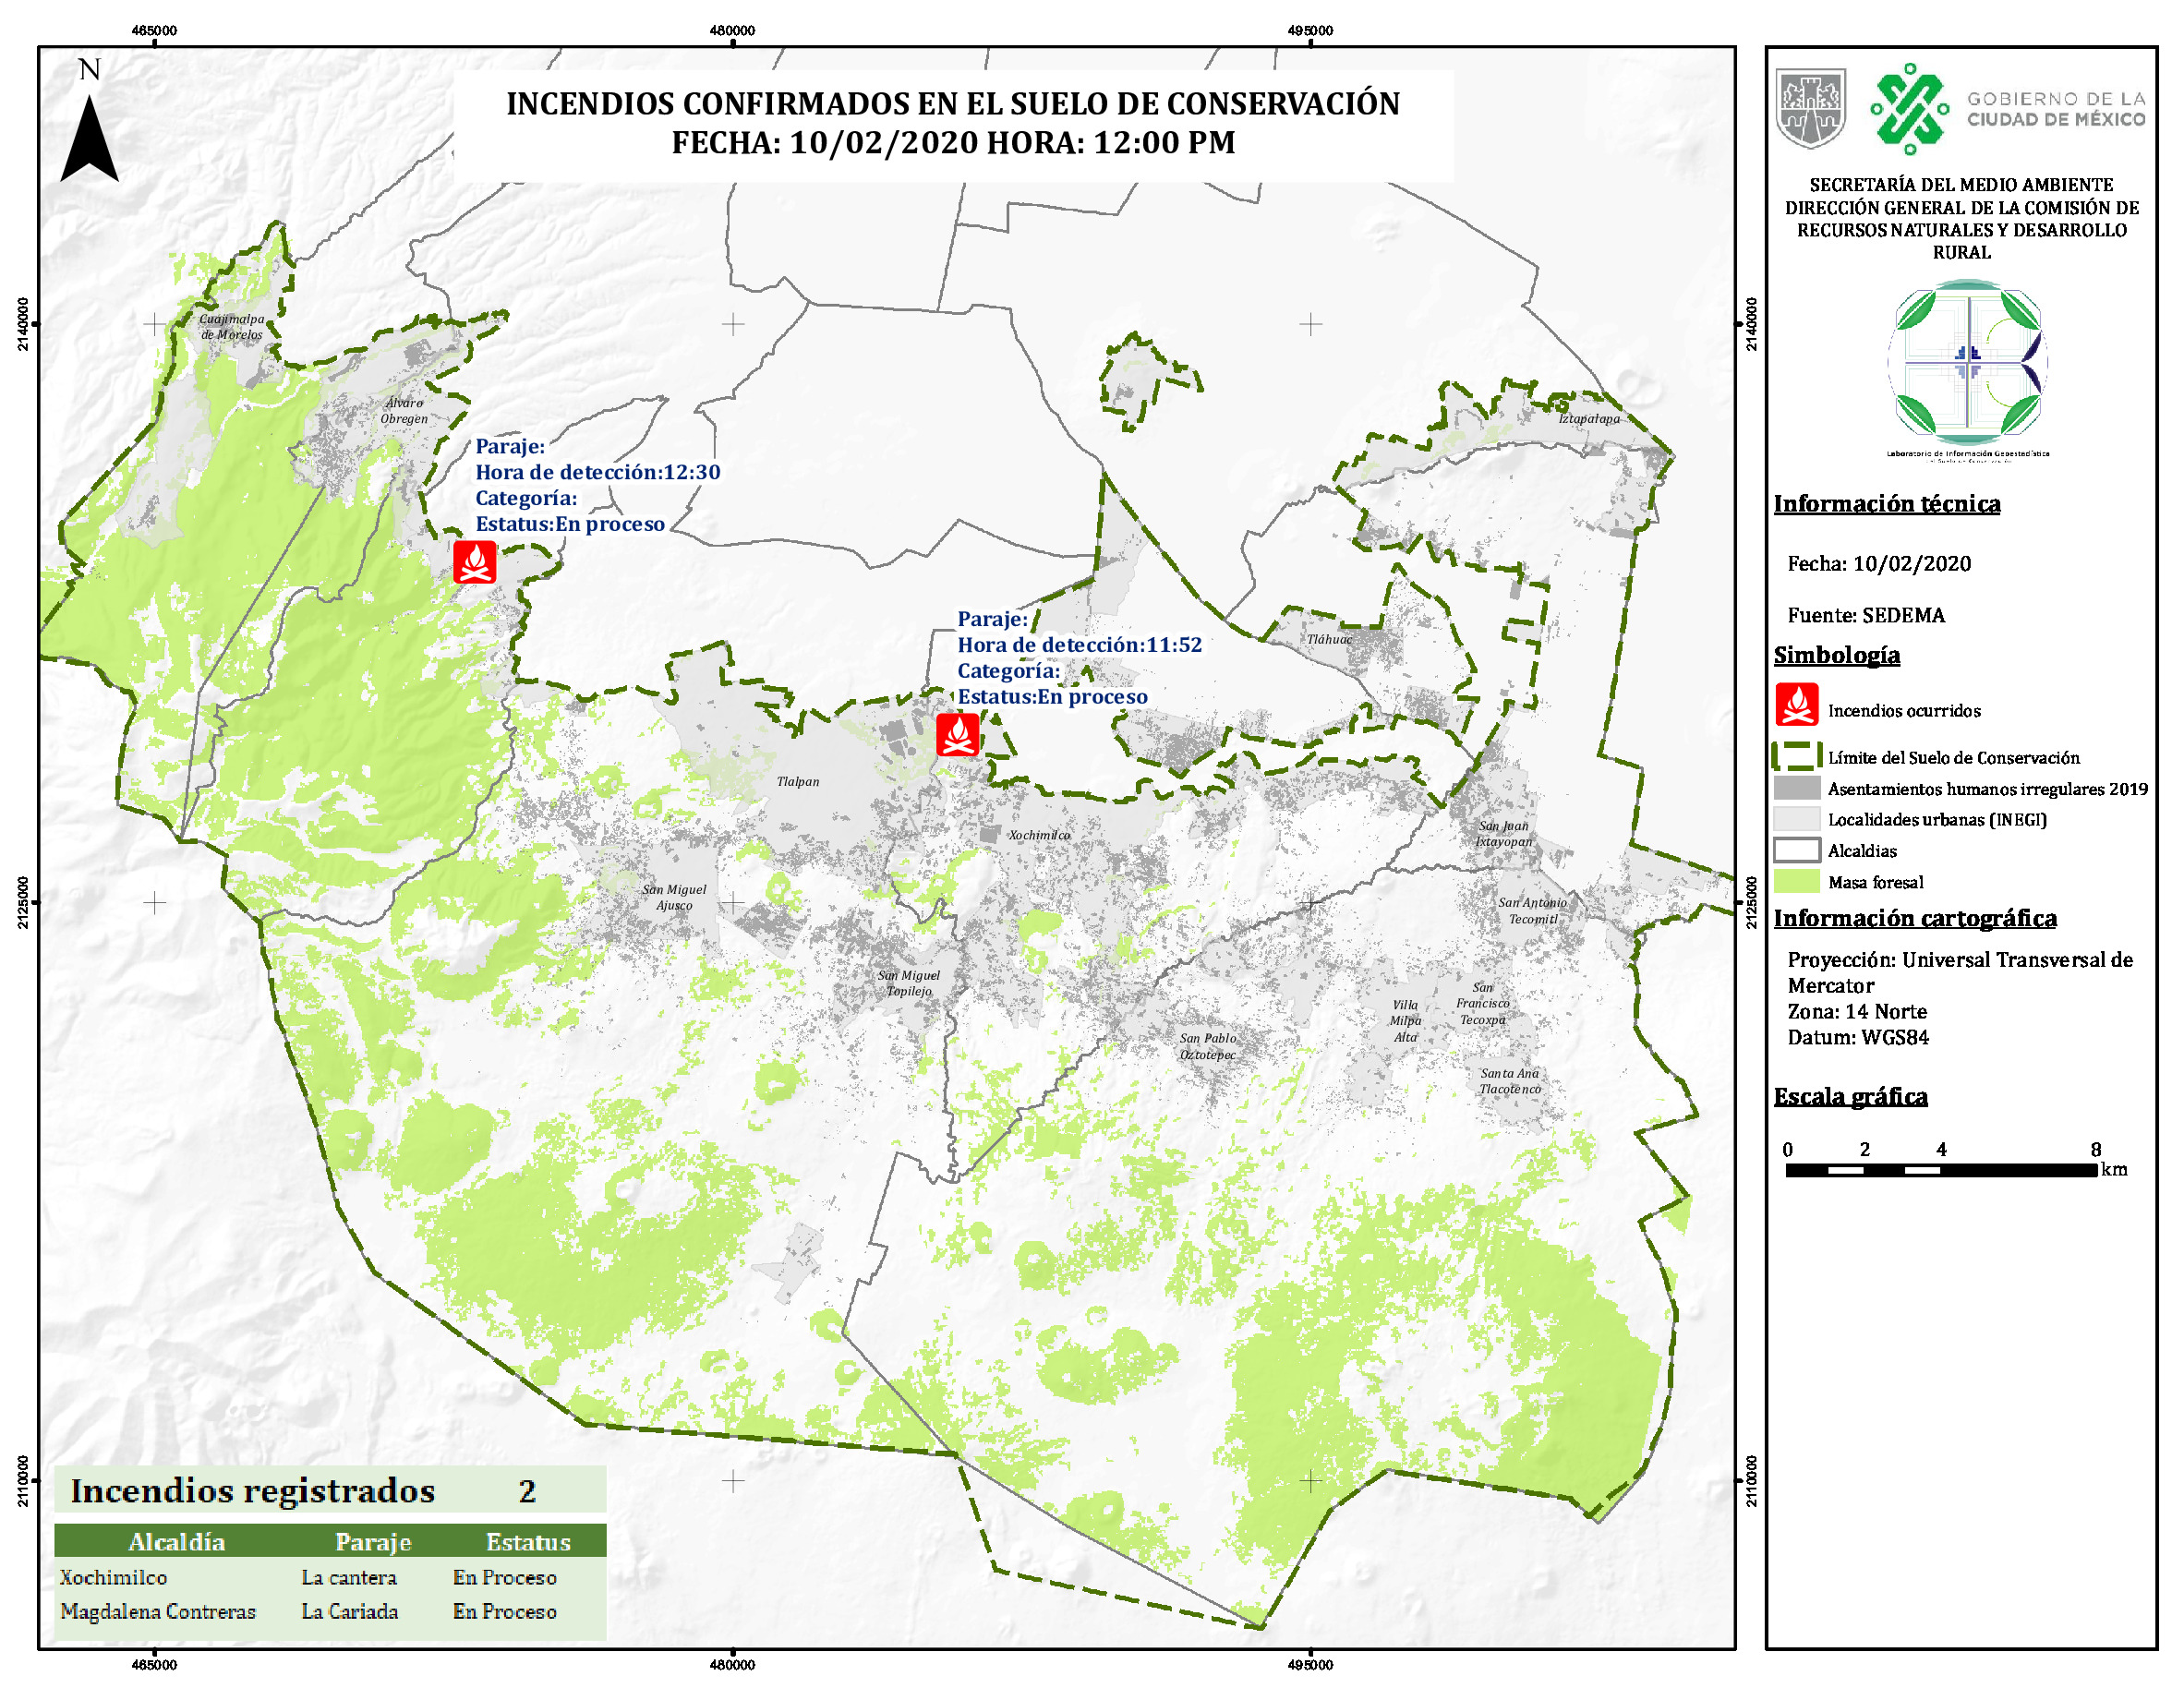 465000
480000
495000
N
INCENDIOS CONFIRMADOS EN EL SUELO DE CONSERVACIÓN
FECHA: 10/02/2020 HORA: 12:00 PM
2140000
2125000
2110000
2140000
2125000
2110000
Cuajimalpa
de Morelos
Álvaro
Obregon
Iztapalapa
Paraje:
Hora de detección:12:30
Categoría:
Estatus:En proceso
Paraje:
Hora de detección:11:52
Categoría:
Estatus:En proceso
Tláhuac
Tlalpan
Xochimilco
San Juan
Ixtayopan
San Miguel
Ajusco
San Antonio
Tecomitl
San Miguel
Topilejo
Villa
Milpa
Alta
San
Francisco
Tecoxpa
San Pablo
Oztotepec
Santa Ana
Tlacotenco
Incendios registrados 2
Alcaldía Paraje Estatus
Xochimilco La cantera En Proceso
Magdalena Contreras La Cariada En Proceso
465000
480000
495000
GOBIERNO DE LA
CIUDAD DE MÉXICO
SECRETARÍA DEL MEDIO AMBIENTE
DIRECCIÓN GENERAL DE LA COMISIÓN DE
RECURSOS NATURALES Y DESARROLLO
RURAL
Laboratorio de Información Geoestadística
del Suelo de Conservación
Información técnica
Fecha: 10/02/2020
Fuente: SEDEMA
Simbología
Incendios ocurridos
Límite del Suelo de Conservación
Asentamientos humanos irregulares 2019
Localidades urbanas (INEGI)
Alcaldias
Masa foresal
Información cartográfica
Proyección: Universal Transversal de
Mercator
Zona: 14 Norte
Datum: WGS84
Escala gráfica
0 2 4 8
km